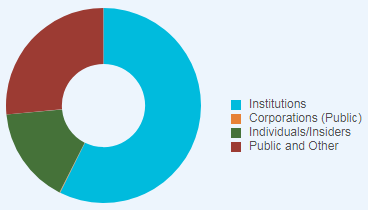 Institutions
Corporations (Public)
Individuals/Insiders
Public and Other